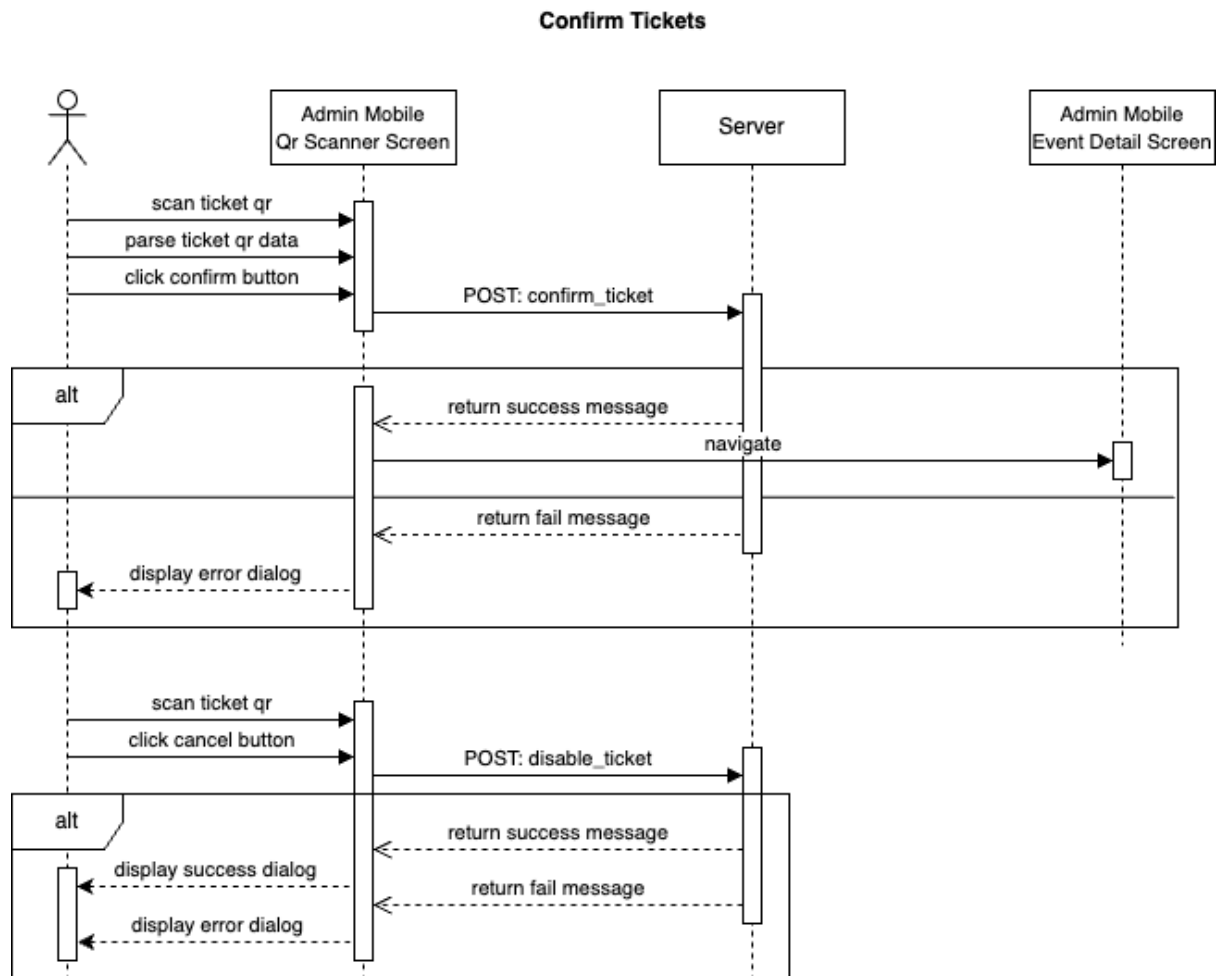 Confirm Tickets
Admin Mobile
Qr Scanner Screen
Server
Admin Mobile
Event Detail Screen
scan ticket qr
parse ticket qr data
click confirm button
POST: confirm_ticket
alt
return success message
navigate
return fail message
display error dialog
scan ticket qr
click cancel button
POST: disable_ticket
alt
return success message
display success dialog
return fail message
display error dialog